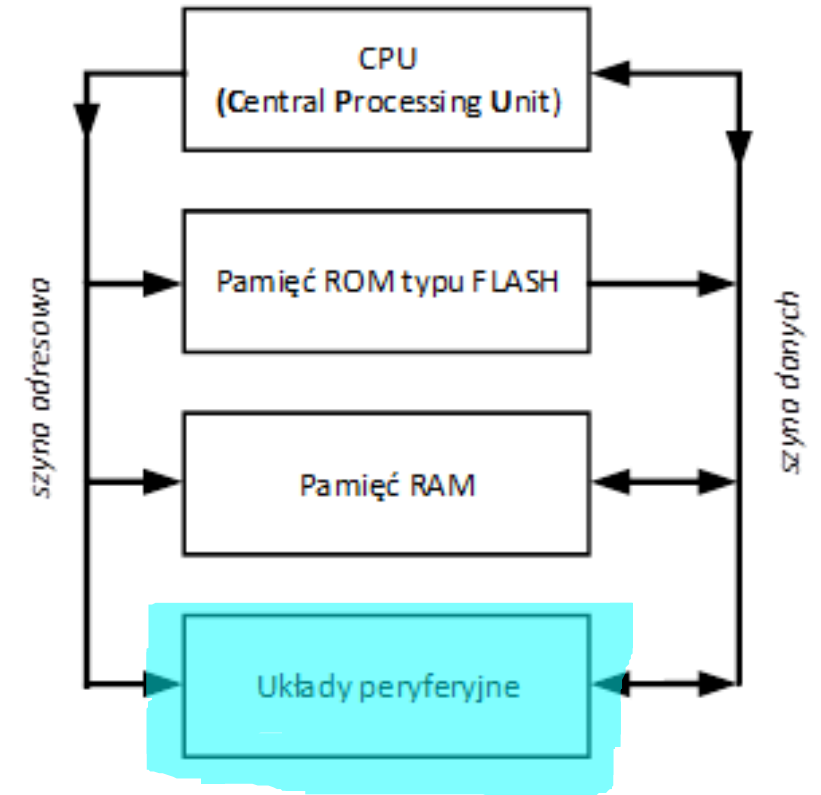 CPU
(Central Processing Unit)
Pamięć ROM typu FLASH
szyna adresowa
szyna danych
Pamięć RAM
Układy peryferyjne